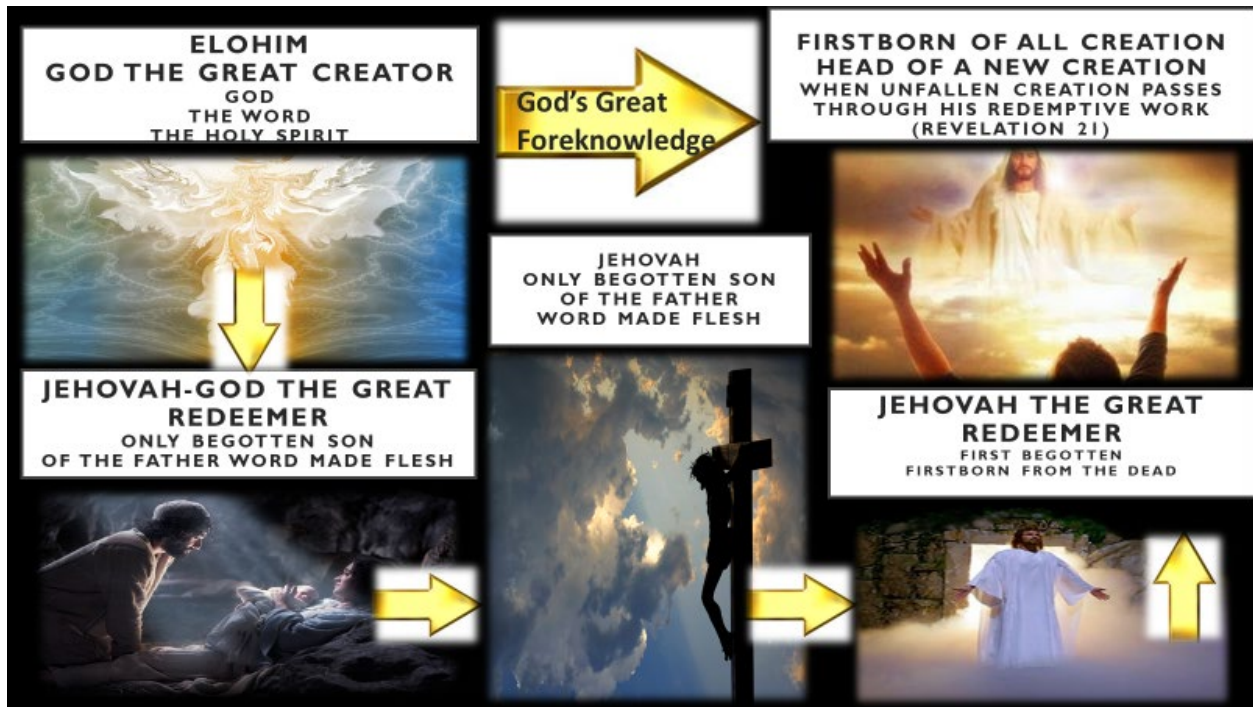 ELOHIM
GOD THE GREAT CREATOR
GOD
THE WORD
THE HOLY SPIRIT
God's Great
Foreknowledge
FIRSTBORN OF ALL CREATION
HEAD OF A NEW CREATION
WHEN UNFALLEN CREATION PASSES
THROUGH HIS REDEMPTIVE WORK
(REVELATION 21)
JEHOVAH-GOD THE GREAT
REDEEMER
ONLY BEGOTTEN SON
OF THE FATHER WORD MADE FLESH
JEHOVAH
ONLY BEGOTTEN SON
OF THE FATHER
WORD MADE FLESH
JEHOVAH THE GREAT
REDEEMER
FIRST BEGOTTEN
FIRSTBORN FROM THE DEAD